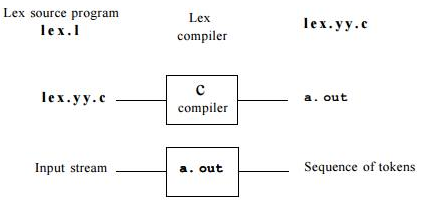 Lex source program
lex.l
Lex
compiler
lex.yy.c
lex.yy.c
C
compiler
a.out
Input stream
a.out
Sequence of tokens